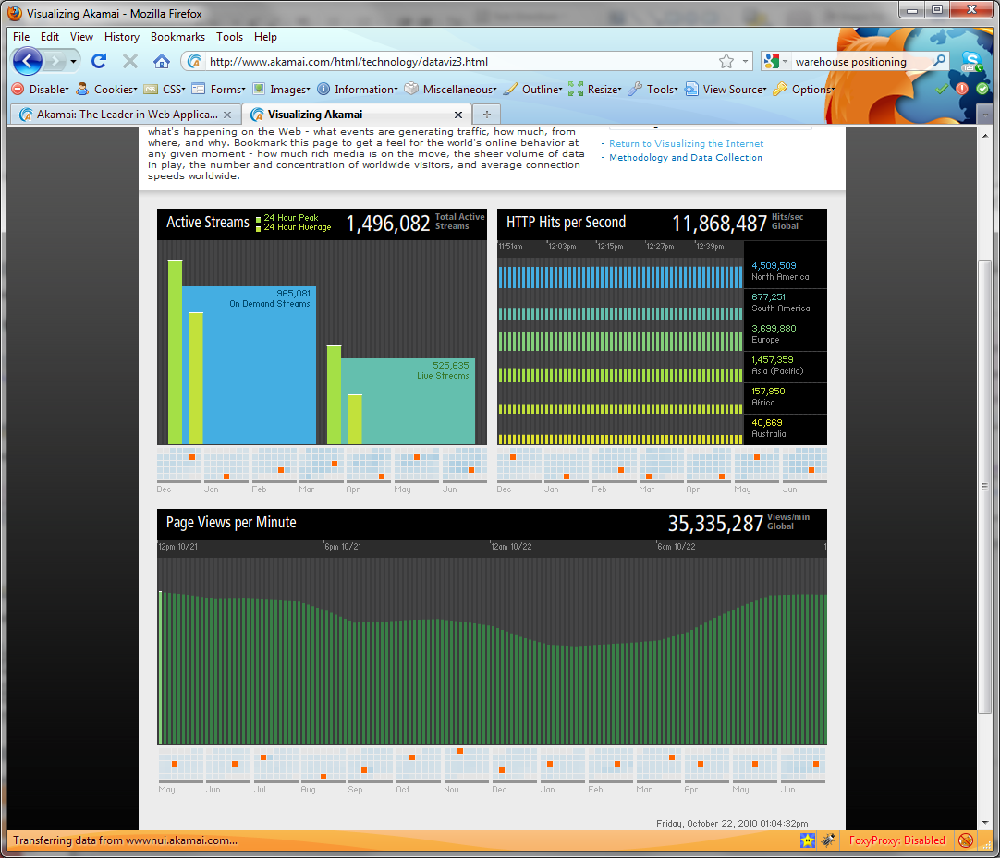 Visualizing Akamai - Mozilla Firefox
File Edit View History Bookmarks Tools Help
http://www.akamai.com/html/technology/dataviz3.html
warehouse positioning
Disable Cookies CSS Forms Images Information Miscellaneous Outline Resize Tools View Source Options
Akamai: The Leader in Web Applica...
Visualizing Akamai
what's happening on the Web - what events are generating traffic, how much, from
where, and why. Bookmark this page to get a feel for the world's online behavior at
any given moment - how much rich media is on the move, the sheer volume of data
in play, the number and concentration of worldwide visitors, and average connection
speeds worldwide.
- Return to Visualizing the Internet
- Methodology and Data Collection
Active Streams
24 Hour Peak
24 Hour Average
1,496,082
Total Active
Streams
965,081
On Demand Streams
525,635
Live Streams
Dec Jan Feb Mar Apr May Jun
HTTP Hits per Second
11,868,487
Hits/sec
Global
11:51am 12:03pm 12:15pm 12:27pm 12:39pm
4,509,509
North America
677,251
South America
3,699,880
Europe
1,457,359
Asia (Pacific)
157,850
Africa
40,669
Australia
Dec Jan Feb Mar Apr May Jun
Page Views per Minute
35,335,287
Views/min
Global
12pm 10/21 6pm 10/21 12am 10/22 6am 10/22 1
May Jun Jul Aug Sep Oct Nov Dec Jan Feb Mar Apr May Jun
Friday, October 22, 2010 01:04:32pm
Transferring data from wwwnui.akamai.com...
FoxyProxy: Disabled